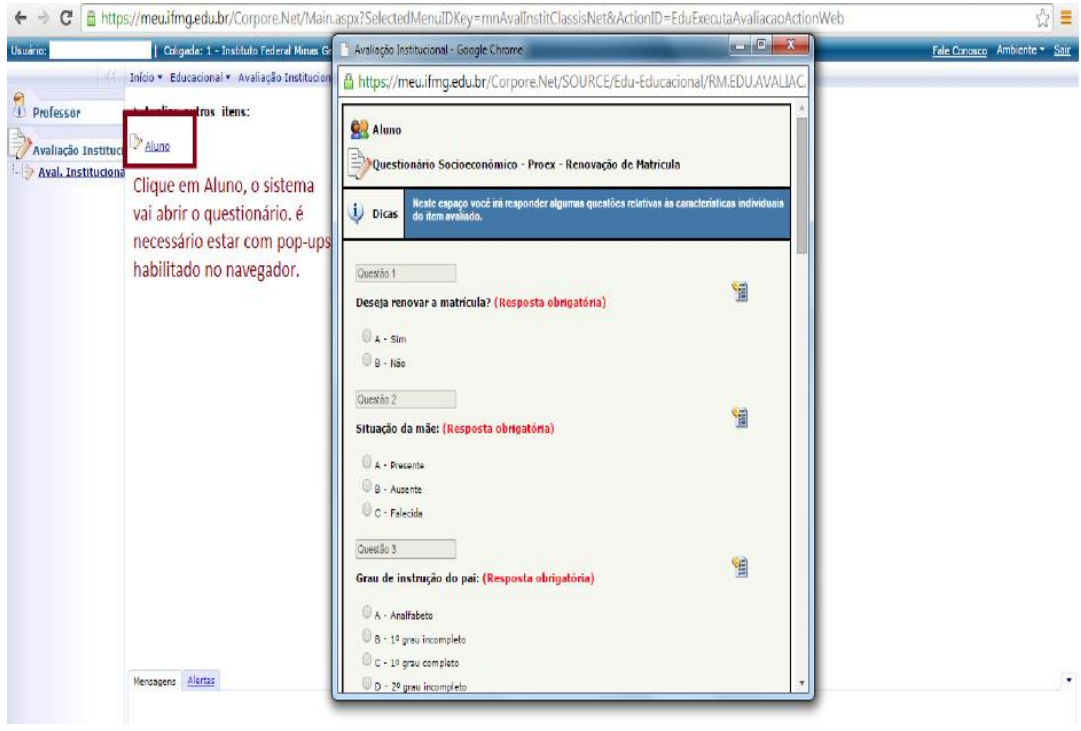 https://meu.ifmg.edu.br/Corpore.Net/Main.aspx?SelectedMenuIDKey=mnAvalInstitClassisNet&ActionID=EduExecutaAvaliacaoActionWeb
Usuário:
| Coligada: 1 - Instituto Federal Minas Ge
Fale Conosco Ambiente Sair
Início Educacional Avaliação Institucion
Professor
Avaliação Instituci
Aval. Instituciona
outros itens:
Aluno
Clique em Aluno, o sistema
vai abrir o questionário. é
necessário estar com pop-ups
habilitado no navegador.
Avaliação Institucional - Google Chrome
https://meu.ifmg.edu.br/Corpore.Net/SOURCE/Edu-Educacional/RM.EDU.AVALIAC
Aluno
Questionário Socioeconômico - Proex - Renovação de Matricula
Dicas
Neste espaço você irá responder algumas questões relativas às características individuais
do item avaliado.
Questão 1
Deseja renovar a matrícula? (Resposta obrigatória)
A - Sim
B - Não
Questão 2
Situação da mãe: (Resposta obrigatória)
A - Presente
B - Ausente
C - Falecida
Questão 3
Grau de instrução do pai: (Resposta obrigatória)
A - Analfabeto
B - 1º grau incompleto
C - 1º grau completo
D - 2º grau incompleto
Mensagens Alertas